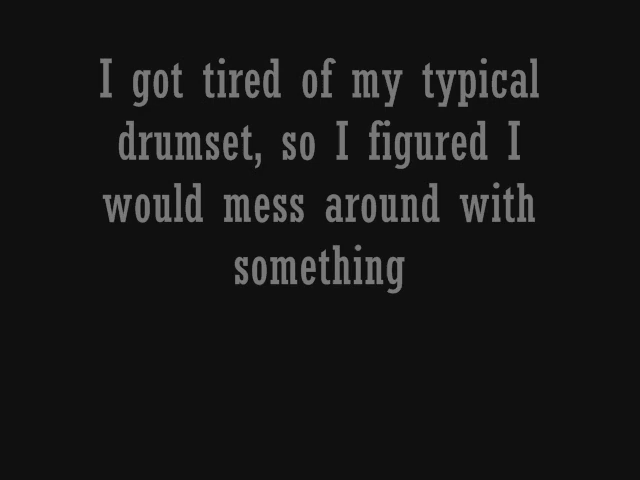 I got tired of my typical
drumset, so I figured I
would mess around with
something